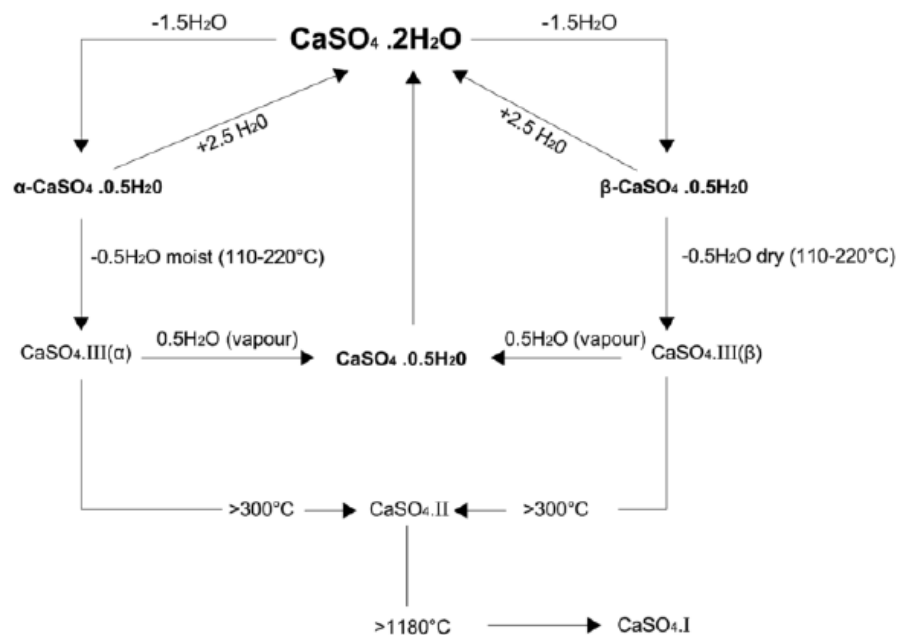 -1.5H₂O
CaSO₄ .2H₂O
-1.5H₂O
+2.5 H₂0
+2.5 H₂0
α-CaSO₄ .0.5H₂0
β-CaSO₄ .0.5H₂0
-0.5H₂O moist (110-220°C)
-0.5H₂O dry (110-220°C)
CaSO₄.III(α)
0.5H₂O (vapour)
CaSO₄ .0.5H₂0
0.5H₂O (vapour)
CaSO₄.III(β)
>300°C
CaSO₄.II
>300°C
>1180°C
CaSO₄.I